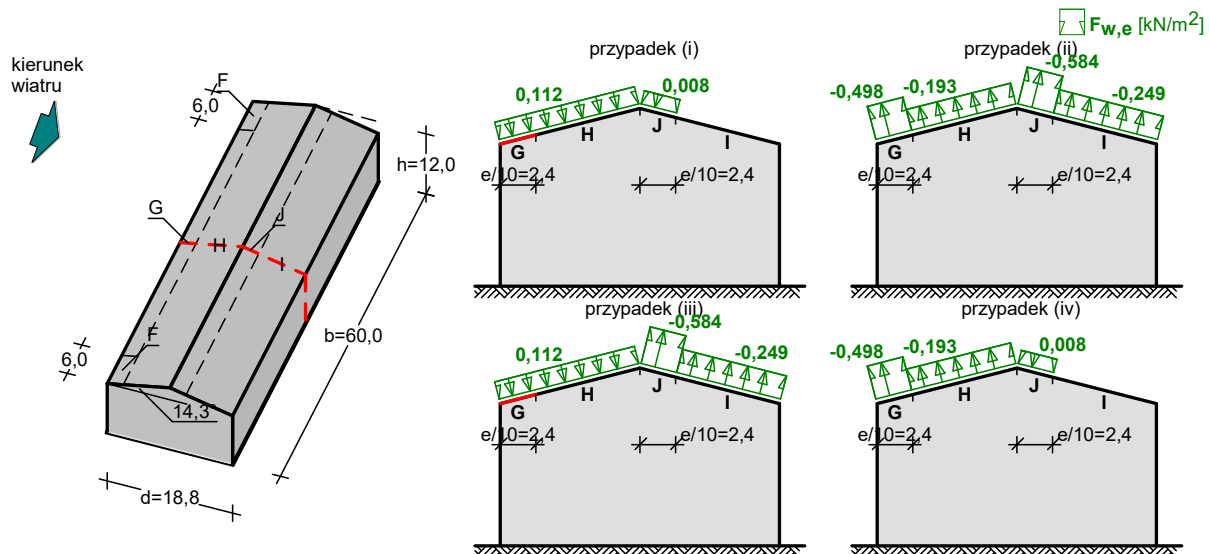 kierunek
wiatru
F
6,0
h=12,0
G
H
J
I
b=60,0
F
6,0
14,3°
d=18,8
Fw,e [kN/m2]
przypadek (i)
0,112
0,008
G
H
J
I
e/10=2,4
e/10=2,4
przypadek (ii)
-0,498
-0,193
-0,584
-0,249
G
H
J
I
e/10=2,4
e/10=2,4
przypadek (iii)
0,112
-0,584
-0,249
G
H
J
I
e/10=2,4
e/10=2,4
przypadek (iv)
-0,498
-0,193
0,008
G
H
J
I
e/10=2,4
e/10=2,4